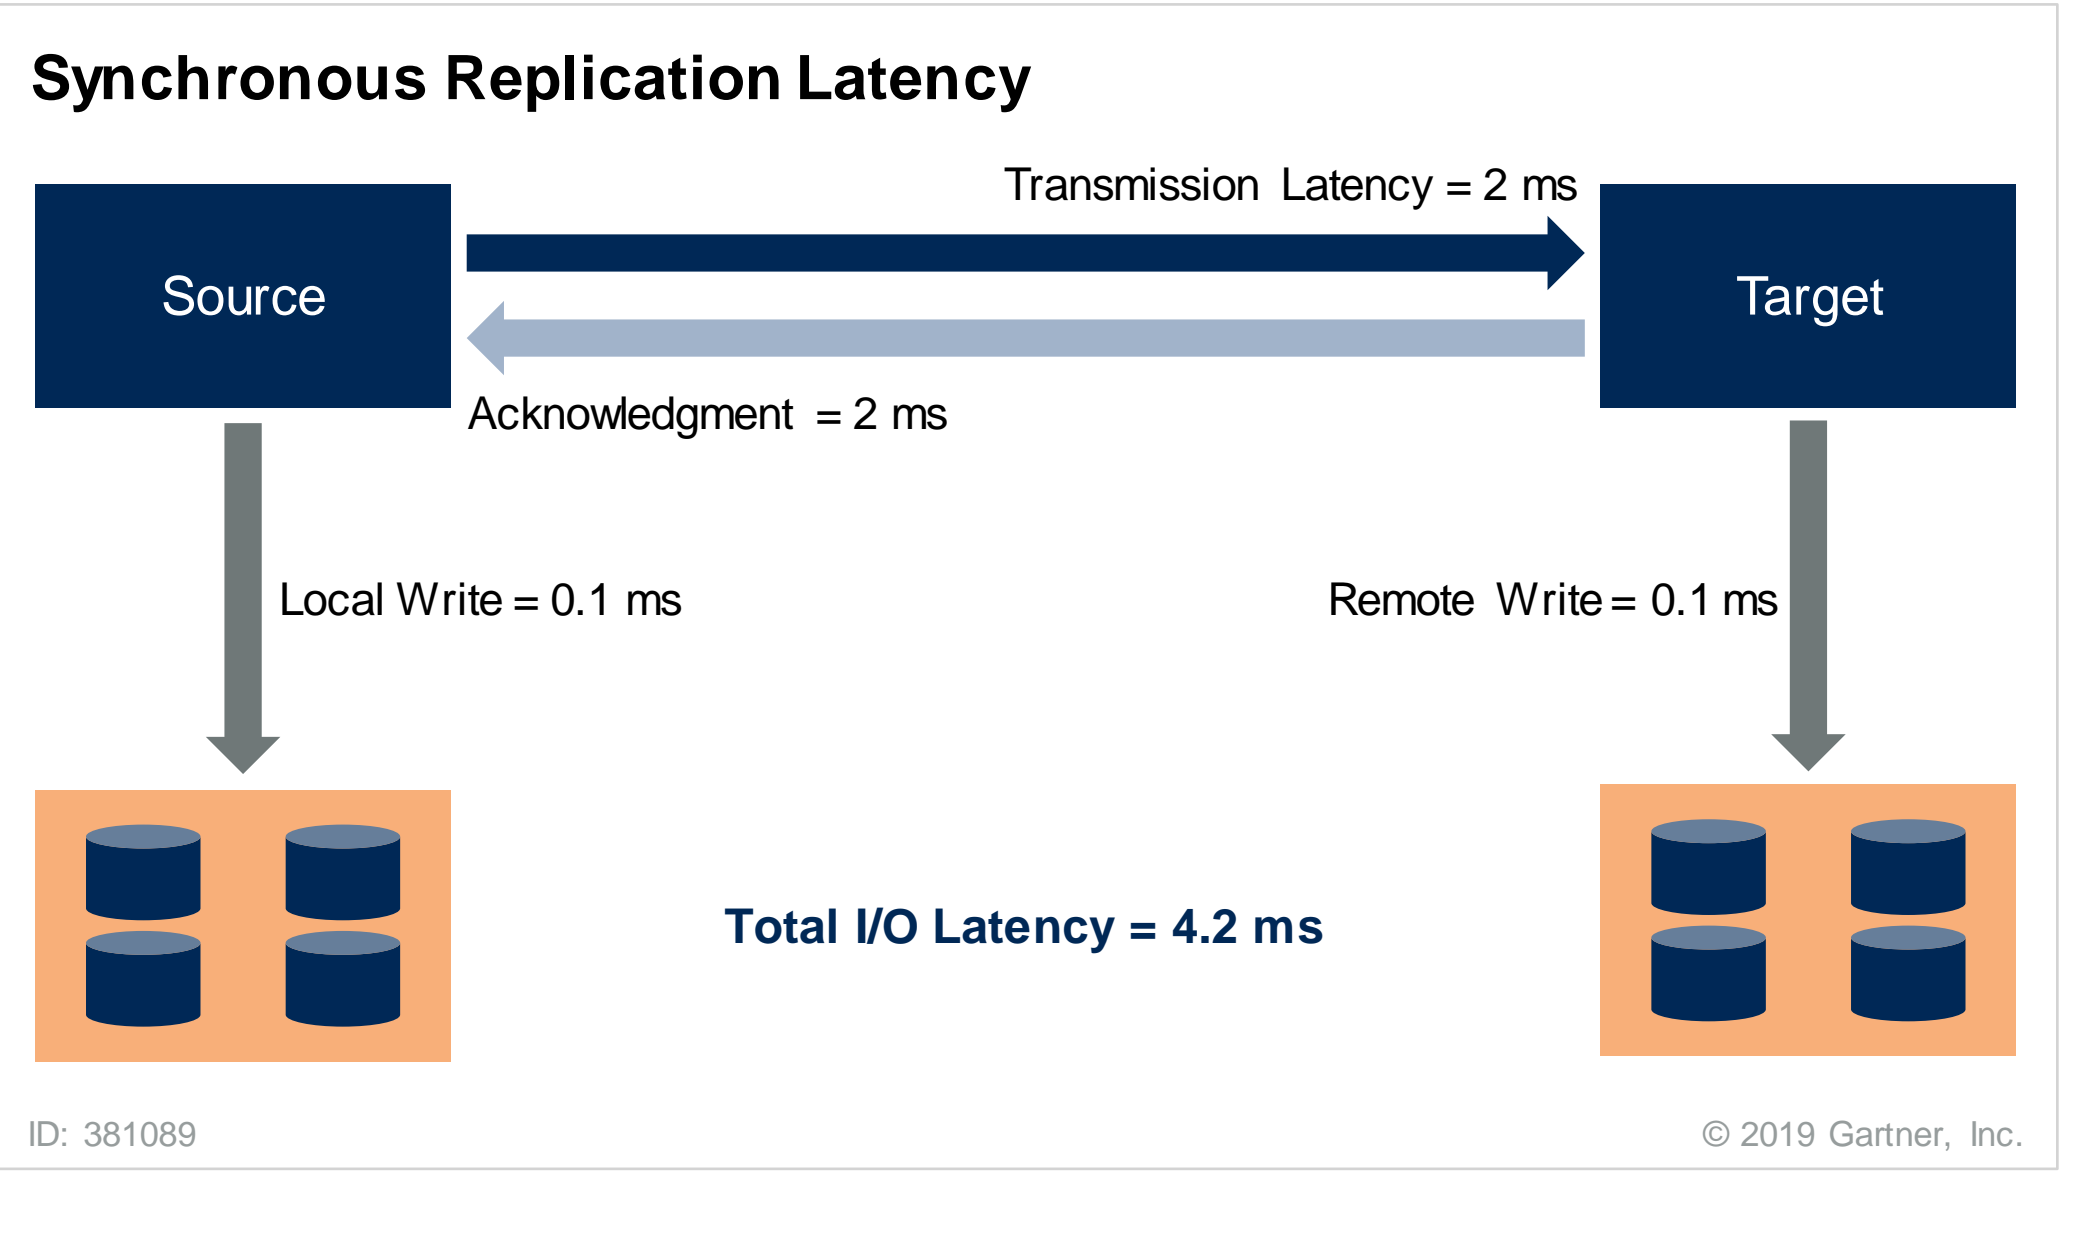 Synchronous Replication Latency
Transmission Latency = 2 ms
Source
Target
Acknowledgment = 2 ms
Local Write = 0.1 ms
Remote Write = 0.1 ms
Total I/O Latency = 4.2 ms
ID: 381089
© 2019 Gartner, Inc.